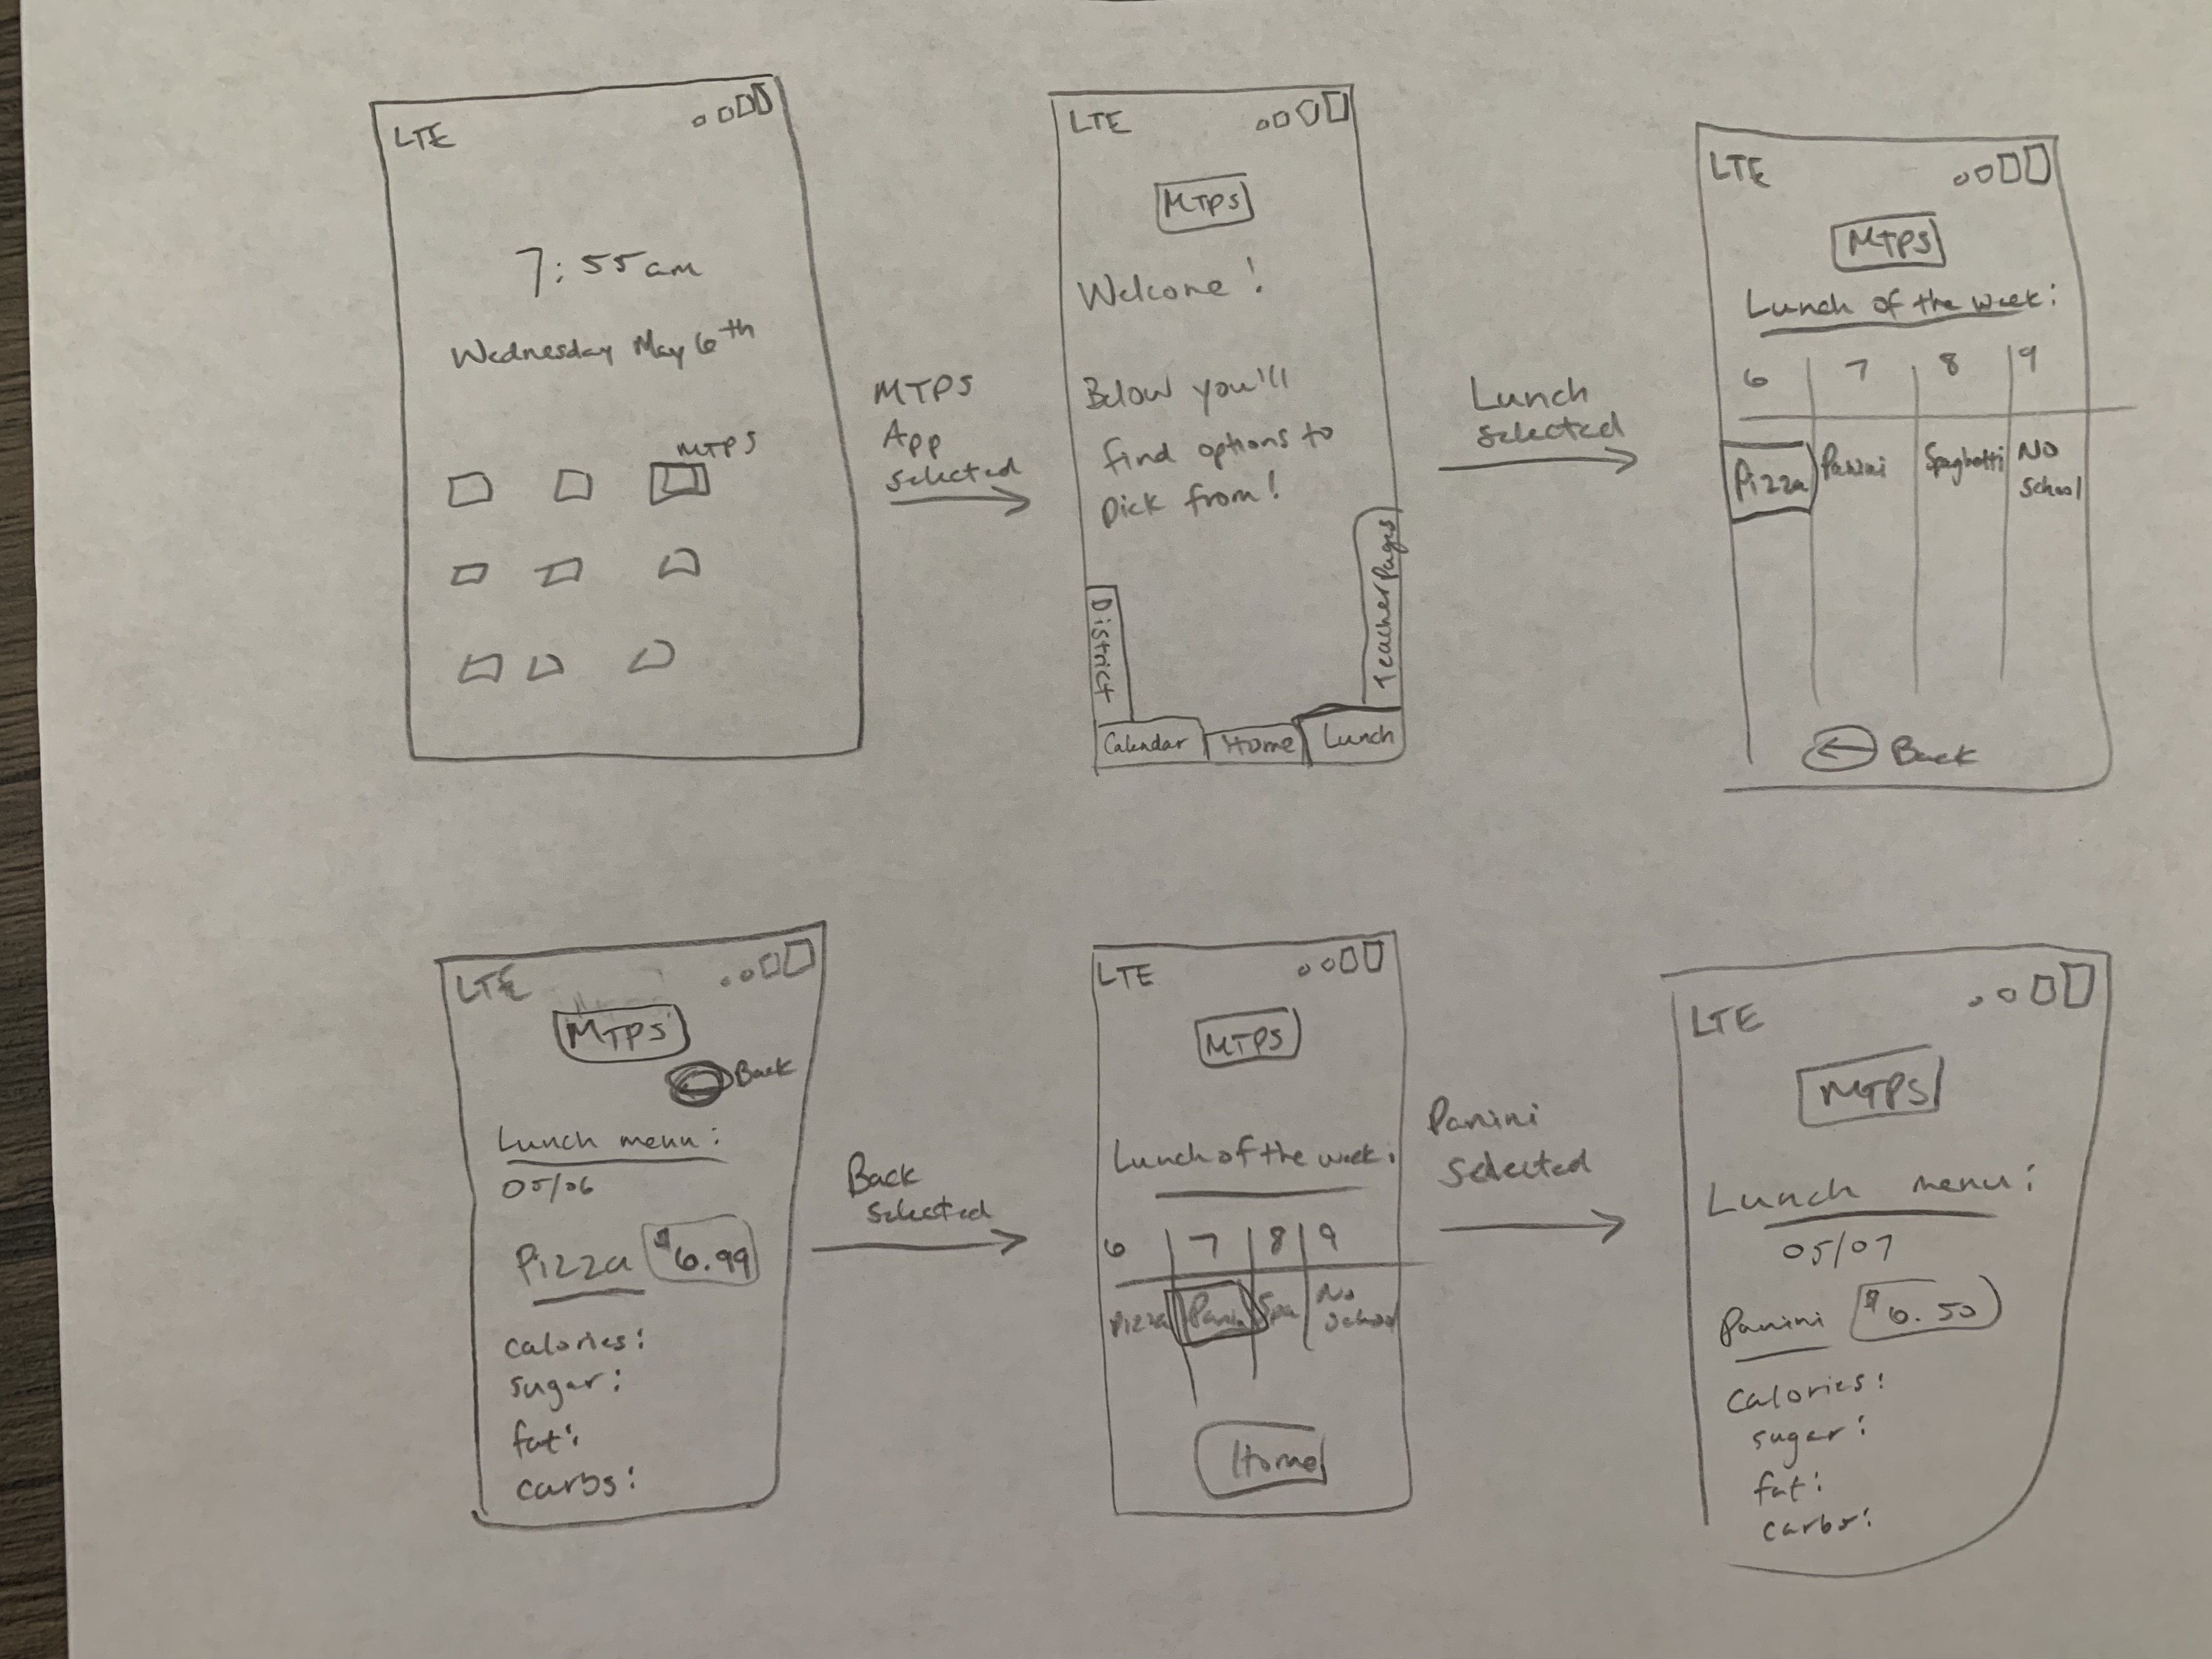 LTE
7:55am
Wednesday May 6th
MTPS
MTPS
App
selected
LTE
MTPS
Welcome!
Below you'll
find options to
pick from!
District
Teacher Pages
Calendar Home Lunch
Lunch
selected
LTE
MTPS
Lunch of the week:
6 7 8 9
Pizza Panini Spaghetti No
School
Back
LTE
MTPS
Back
Lunch menu:
05/06
Pizza $6.99
calories:
sugar:
fat:
carbs:
Back
selected
LTE
MTPS
Lunch of the week:
6 7 8 9
Pizza Panini Spa No
School
Home
Panini
selected
LTE
MTPS
Lunch menu:
05/07
Panini $6.50
Calories:
sugar:
fat:
carbs: